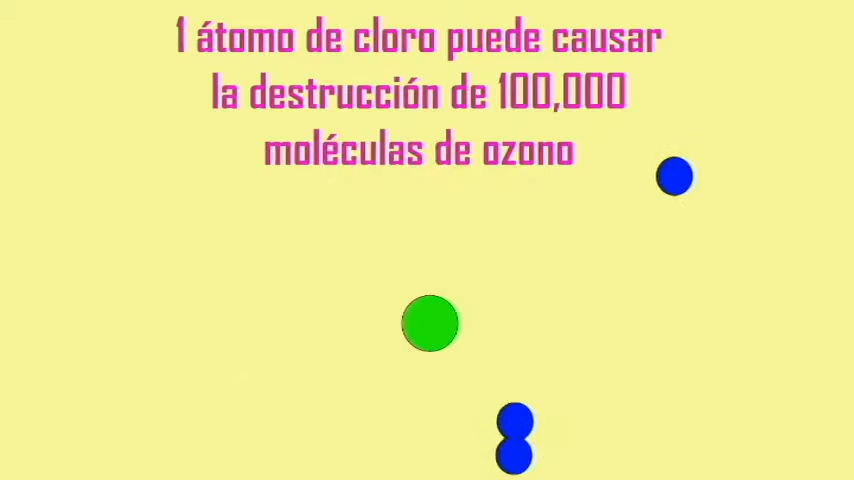 1 átomo de cloro puede causar
la destrucción de 100,000
moléculas de ozono